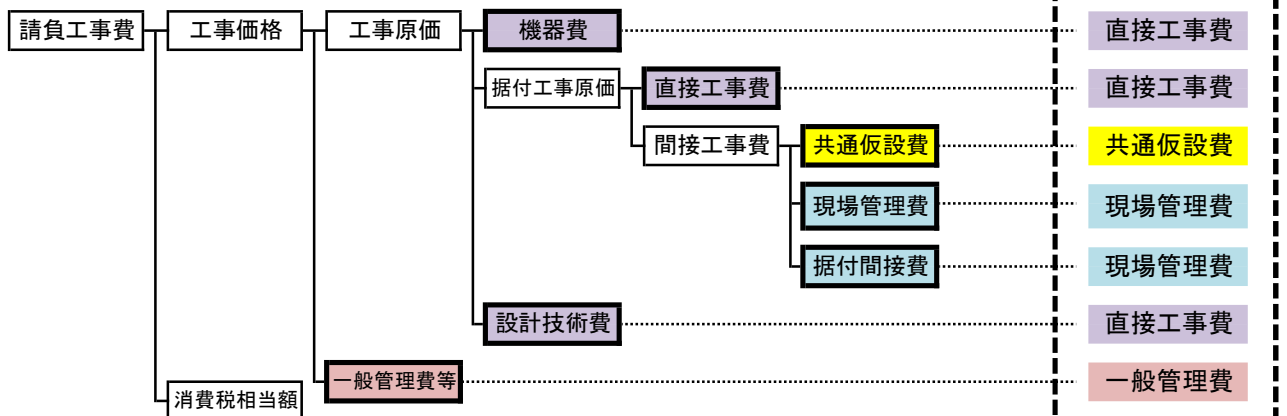 請負工事費 工事価格 工事原価 機器費 直接工事費
据付工事原価 直接工事費 直接工事費
間接工事費 共通仮設費 共通仮設費
現場管理費 現場管理費
据付間接費 現場管理費
設計技術費 直接工事費
一般管理費等 一般管理費
消費税相当額